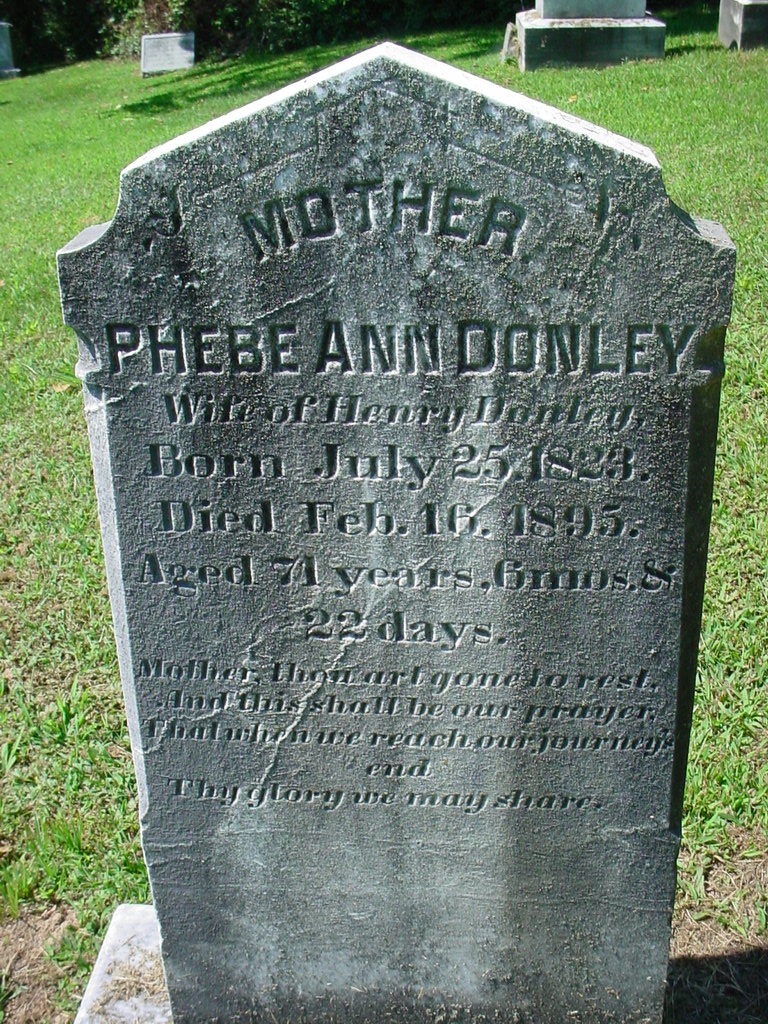 MOTHER.
PHEBE ANN DONLEY.
Wife of Henry Donley,
Born July 25, 1823.
Died Feb. 16, 1895.
Aged 71 years, 6 mos. &
22 days.
Mother, thou art gone to rest,
And this shall be our prayer,
That when we reach our journey's
end
Thy glory we may share.